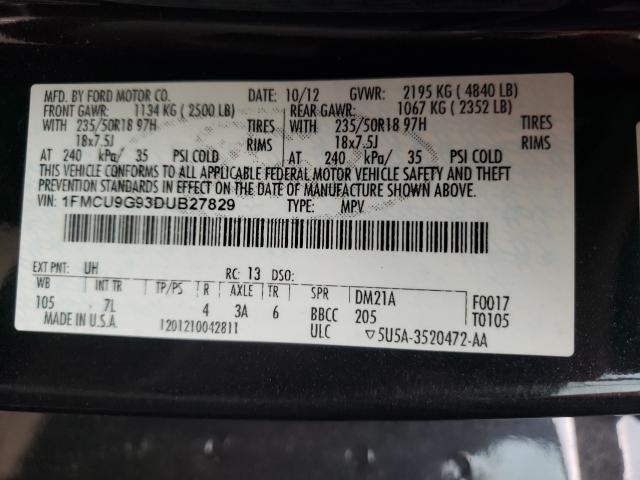 MFD. BY FORD MOTOR CO. DATE: 10/12 GVWR: 2195 KG ( 4840 LB)
FRONT GAWR: 1134 KG ( 2500 LB) REAR GAWR: 1067 KG ( 2352 LB)
WITH 235/50R18 97H TIRES WITH 235/50R18 97H TIRES
18x7.5J RIMS 18x7.5J RIMS
AT 240 kPa/ 35 PSI COLD AT 240 kPa/ 35 PSI COLD
THIS VEHICLE CONFORMS TO ALL APPLICABLE FEDERAL MOTOR VEHICLE SAFETY AND THEFT
PREVENTION STANDARDS IN EFFECT ON THE DATE OF MANUFACTURE SHOWN ABOVE.
VIN: 1FMCU9G93DUB27829 TYPE: MPV
EXT PNT: UH RC: 13 DSO:
WB INT TR TP/PS R AXLE TR SPR DM21A F0017
105 7L 4 3A 6 BBCC 205 T0105
MADE IN U.S.A. 1201210042811 ULC ▽5U5A-3520472-AA